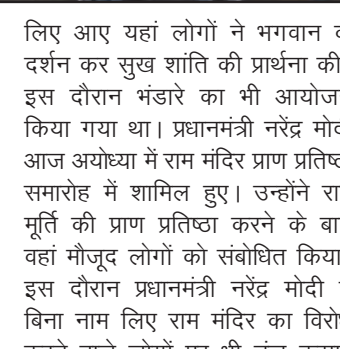 लिए आए यहां लोगों ने भगवान
दर्शन कर सुख शांति की प्रार्थना की
इस दौरान भंडारे का भी आयोज
किया गया था। प्रधानमंत्री नरेंद्र मोद
आज अयोध्या में राम मंदिर प्राण प्रतिष्ठ
समारोह में शामिल हुए। उन्होंने रा
मूर्ति की प्राण प्रतिष्ठा करने के बा
वहां मौजूद लोगों को संबोधित किया
इस दौरान प्रधानमंत्री नरेंद्र मोदी
बिना नाम लिए राम मंदिर का विरो